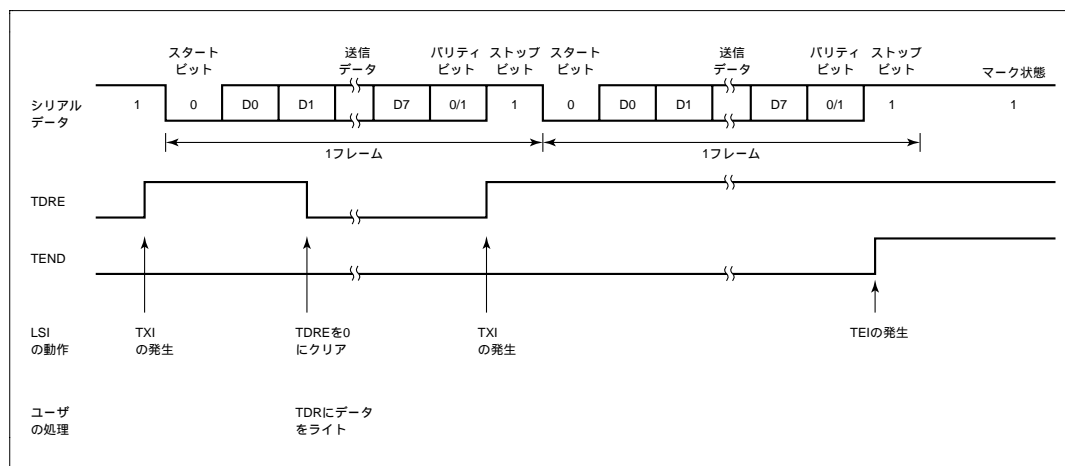 スタート
ビット
送信
データ
パリティ
ビット
ストップ
ビット
スタート
ビット
送信
データ
パリティ
ビット
ストップ
ビット
マーク状態
シリアル
データ
1 0 D0 D1 D7 0/1 1 0 D0 D1 D7 0/1 1 1
1フレーム 1フレーム
TDRE
TEND
LSI
の動作
TXI
の発生
TDREを0
にクリア
TXI
の発生
TEIの発生
ユーザ
の処理
TDRにデータ
をライト